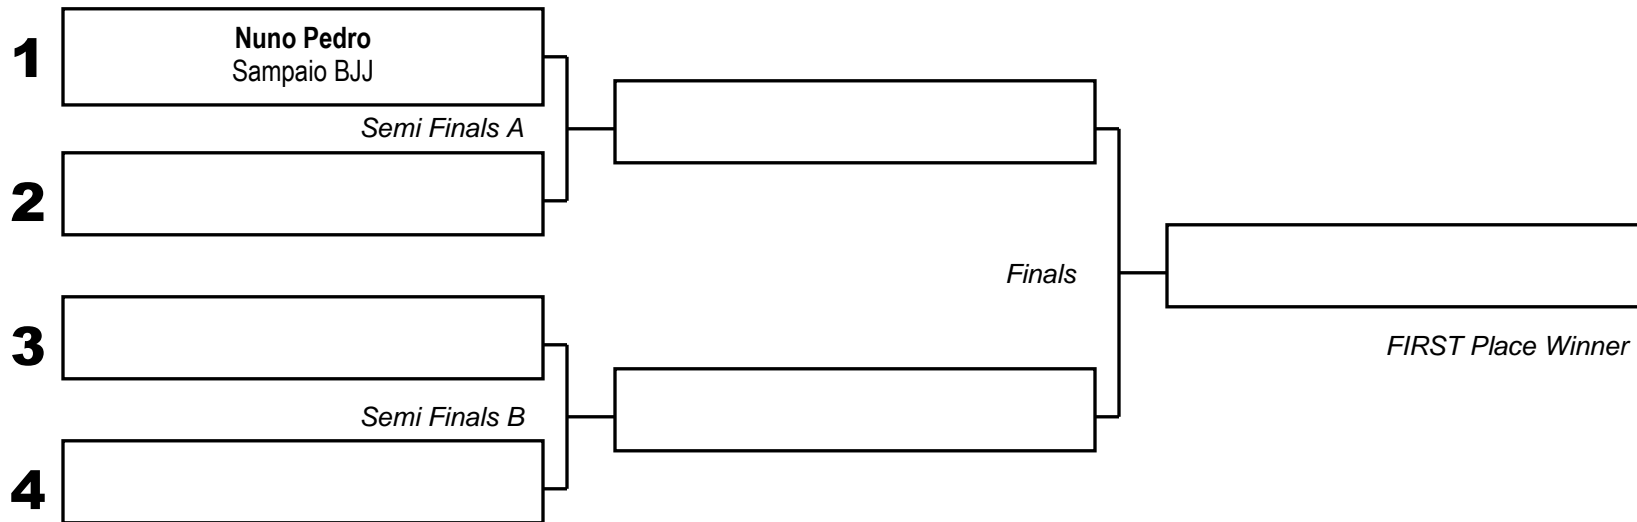 1
Nuno Pedro
Sampaio BJJ
Semi Finals A
2
Finals
3
FIRST Place Winner
Semi Finals B
4